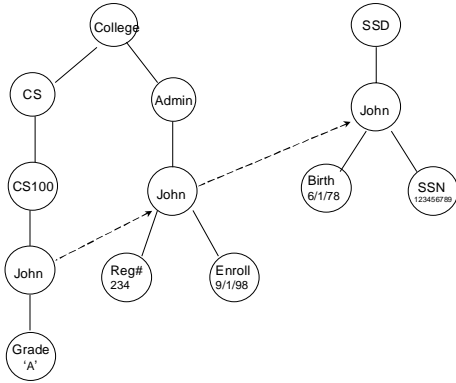 College
SSD
CS
Admin
John
CS100
John
Birth
6/1/78
SSN
123456789
John
Reg#
234
Enroll
9/1/98
Grade
‘A’